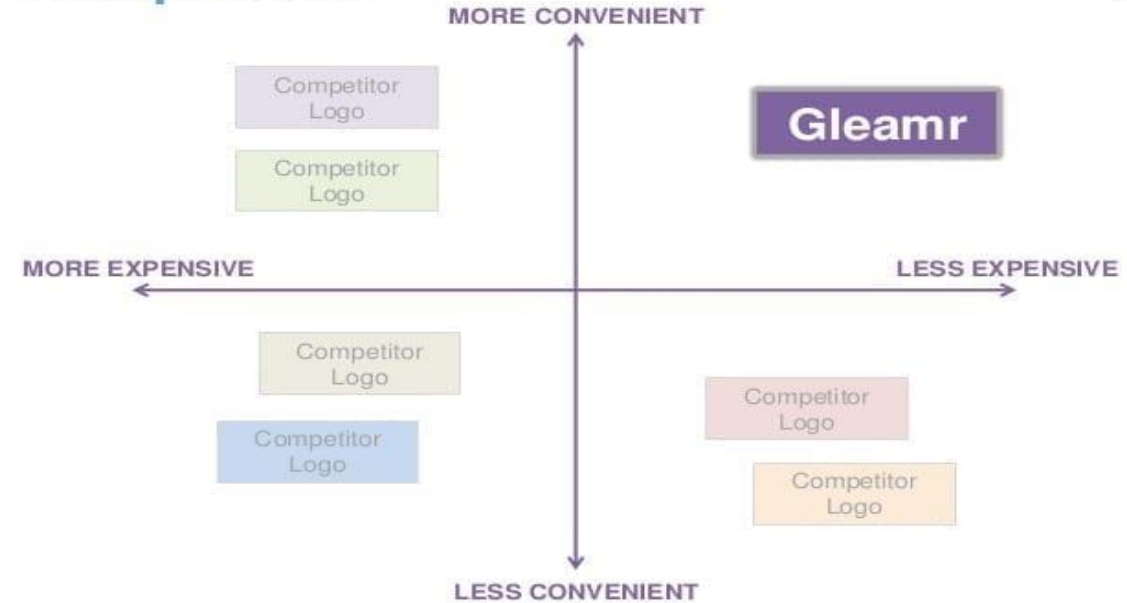 MORE CONVENIENT
Competitor
Logo
Gleamr
Competitor
Logo
MORE EXPENSIVE
LESS EXPENSIVE
Competitor
Logo
Competitor
Logo
Competitor
Logo
Competitor
Logo
LESS CONVENIENT